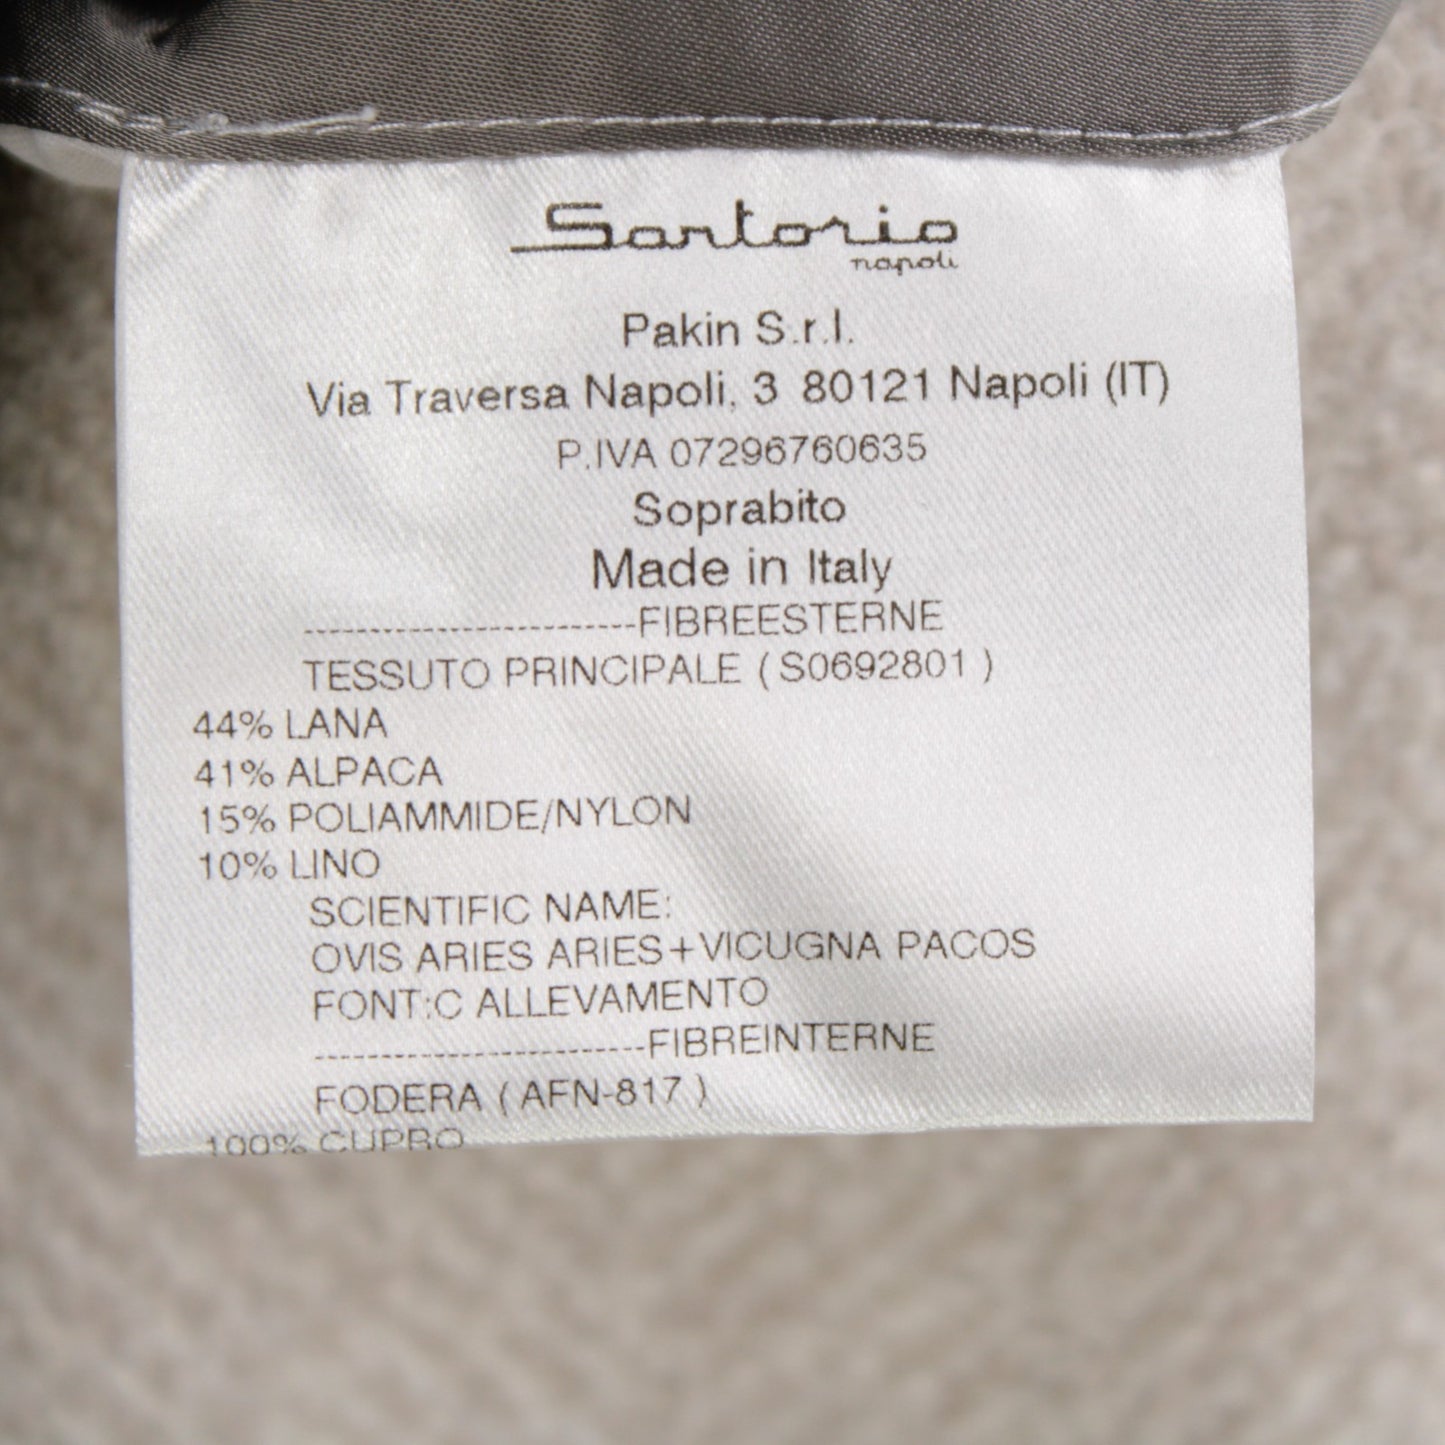 Sartorio
napoli
Pakin S.r.l.
Via Traversa Napoli, 3 80121 Napoli (IT)
P.IVA 07296760635
Soprabito
Made in Italy
-------------------------FIBREESTERNE
TESSUTO PRINCIPALE ( S0692801 )
44% LANA
41% ALPACA
15% POLIAMMIDE/NYLON
10% LINO
SCIENTIFIC NAME:
OVIS ARIES ARIES+VICUGNA PACOS
FONT:C ALLEVAMENTO
-------------------------FIBREINTERNE
FODERA ( AFN-817 )
100% CUPRO